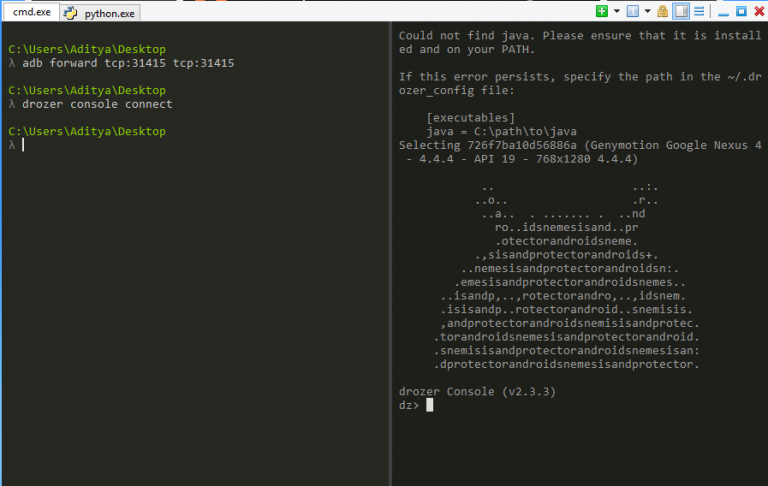 cmd.exe
python.exe
C:\Users\Aditya\Desktop
λ adb forward tcp:31415 tcp:31415
C:\Users\Aditya\Desktop
λ drozer console connect
C:\Users\Aditya\Desktop
λ
Could not find java. Please ensure that it is install
ed and on your PATH.
If this error persists, specify the path in the ~/.dr
ozer_config file:
[executables]
java = C:\path\to\java
Selecting 726f7ba10d56886a (Genymotion Google Nexus 4
- 4.4.4 - API 19 - 768x1280 4.4.4)
.. ..:.
..o.. .r..
..a.. . ....... . ..nd
ro..idsnemesisand..pr
.otectorandroidsneme.
.,sisandprotectorandroids+.
..nemesisandprotectorandroidsn:.
.emesisandprotectorandroidsnemes..
..isandp,..,rotectorandro,..,idsnem.
.isisandp..rotectorandroid..snemisis.
,andprotectorandroidsnemisisandprotec.
.torandroidsnemesisandprotectorandroid.
.snemisisandprotectorandroidsnemesisan:
.dprotectorandroidsnemesisandprotector.
drozer Console (v2.3.3)
dz>